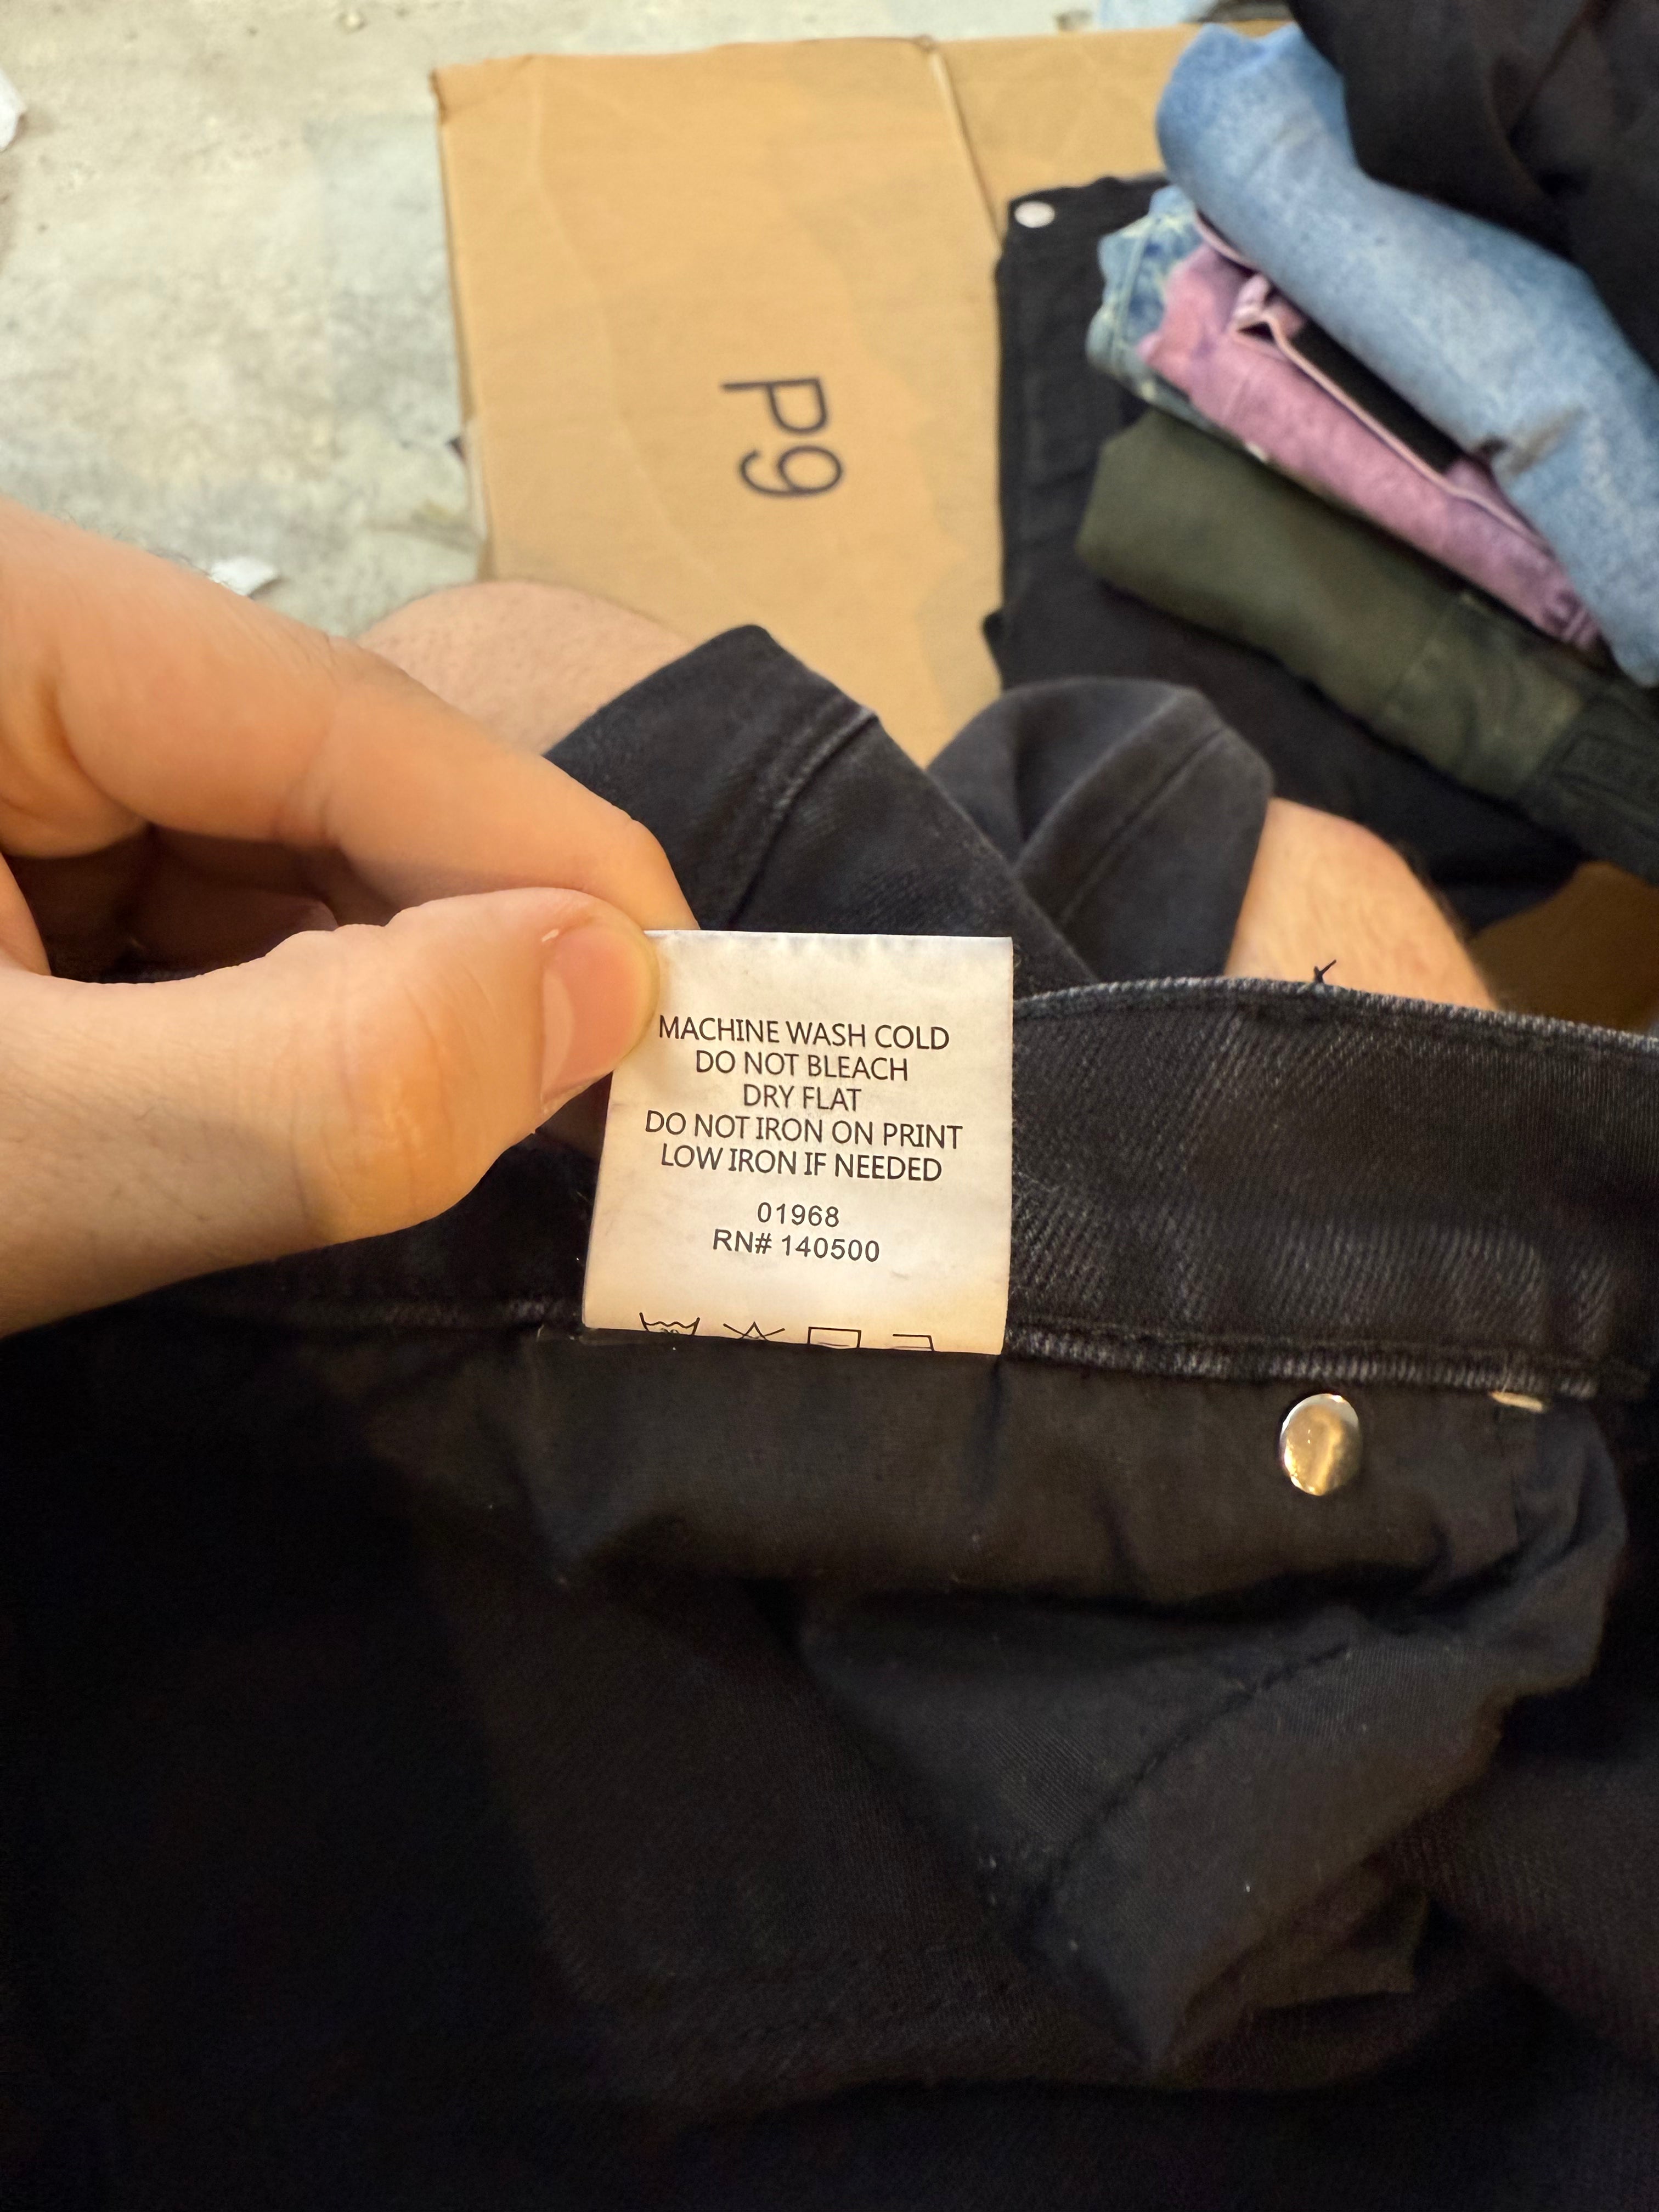 P9
MACHINE WASH COLD
DO NOT BLEACH
DRY FLAT
DO NOT IRON ON PRINT
LOW IRON IF NEEDED
01968
RN# 140500